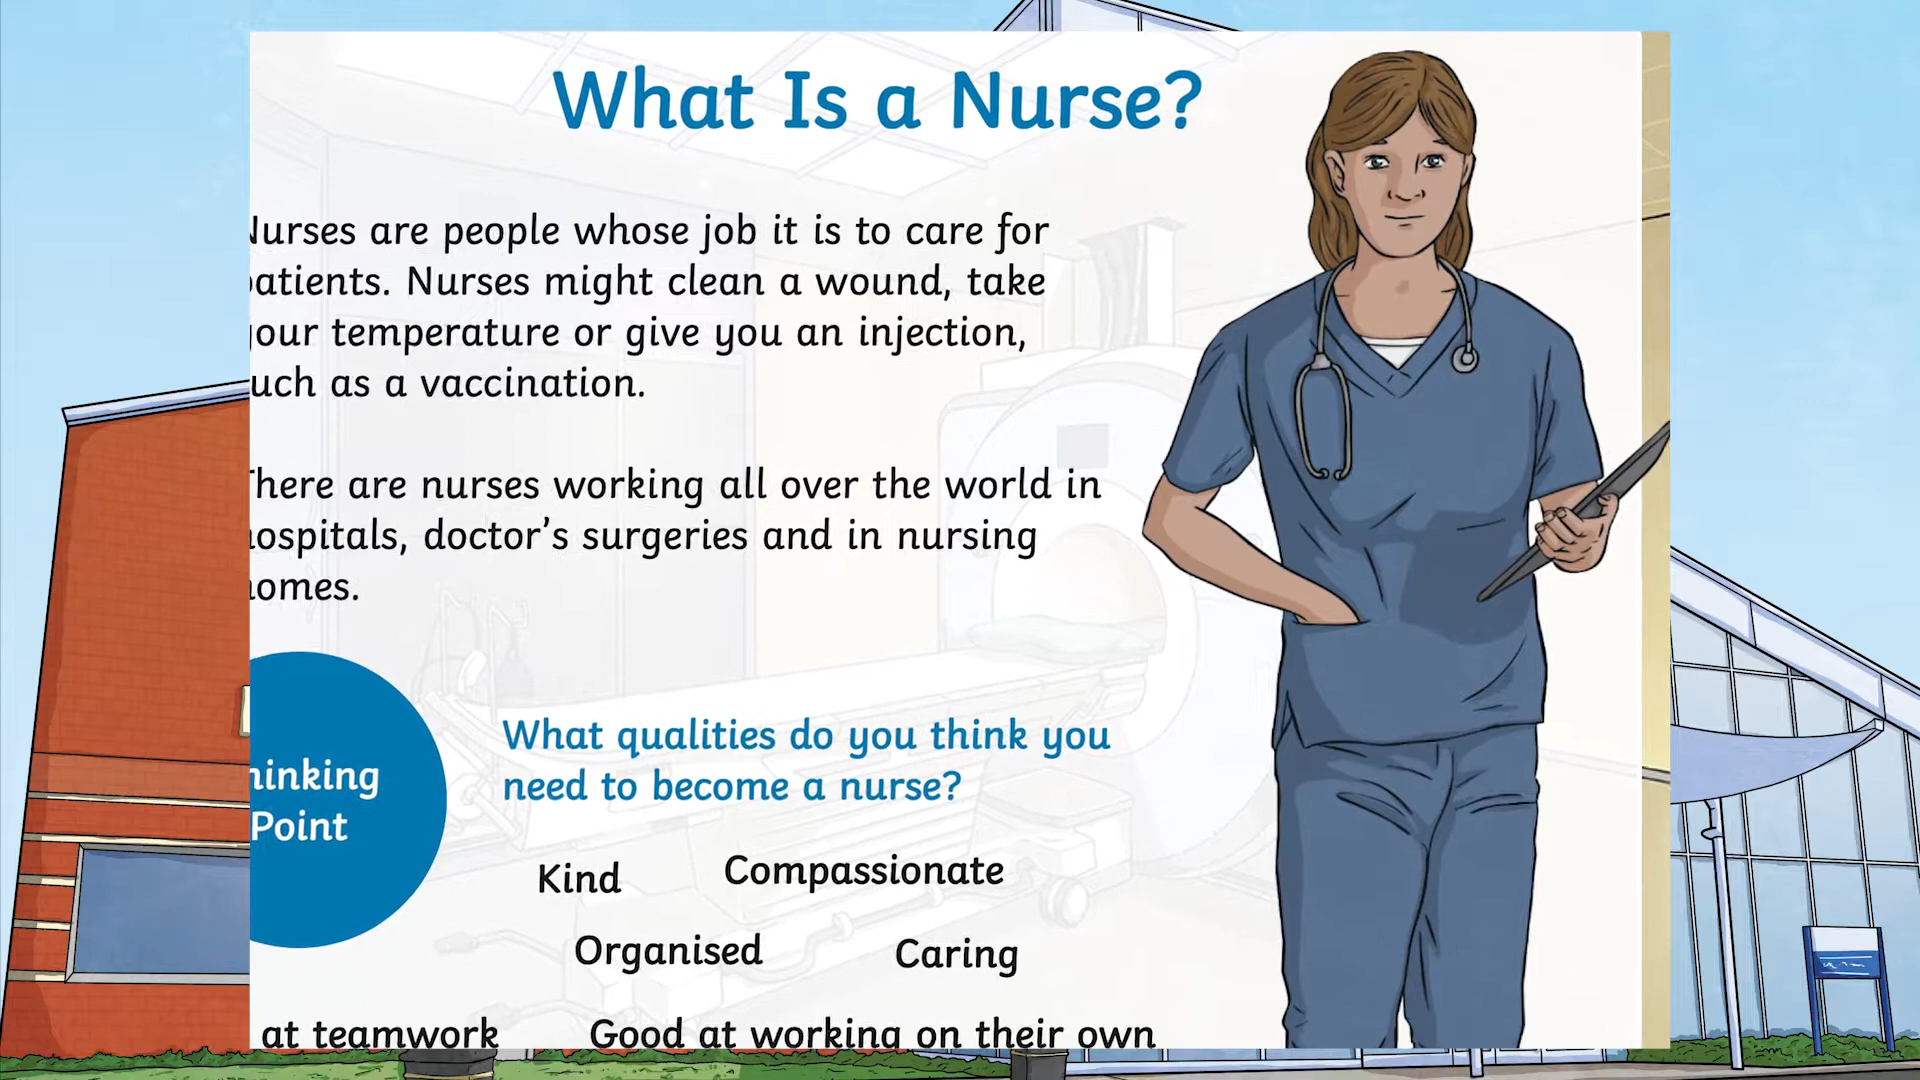 What Is a Nurse?
Nurses are people whose job it is to care for
patients. Nurses might clean a wound, take
your temperature or give you an injection,
uch as a vaccination.
There are nurses working all over the world in
hospitals, doctor's surgeries and in nursing
homes.
hinking
Point
What qualities do you think you
need to become a nurse?
Kind Compassionate
Organised Caring
at teamwork Good at working on their own